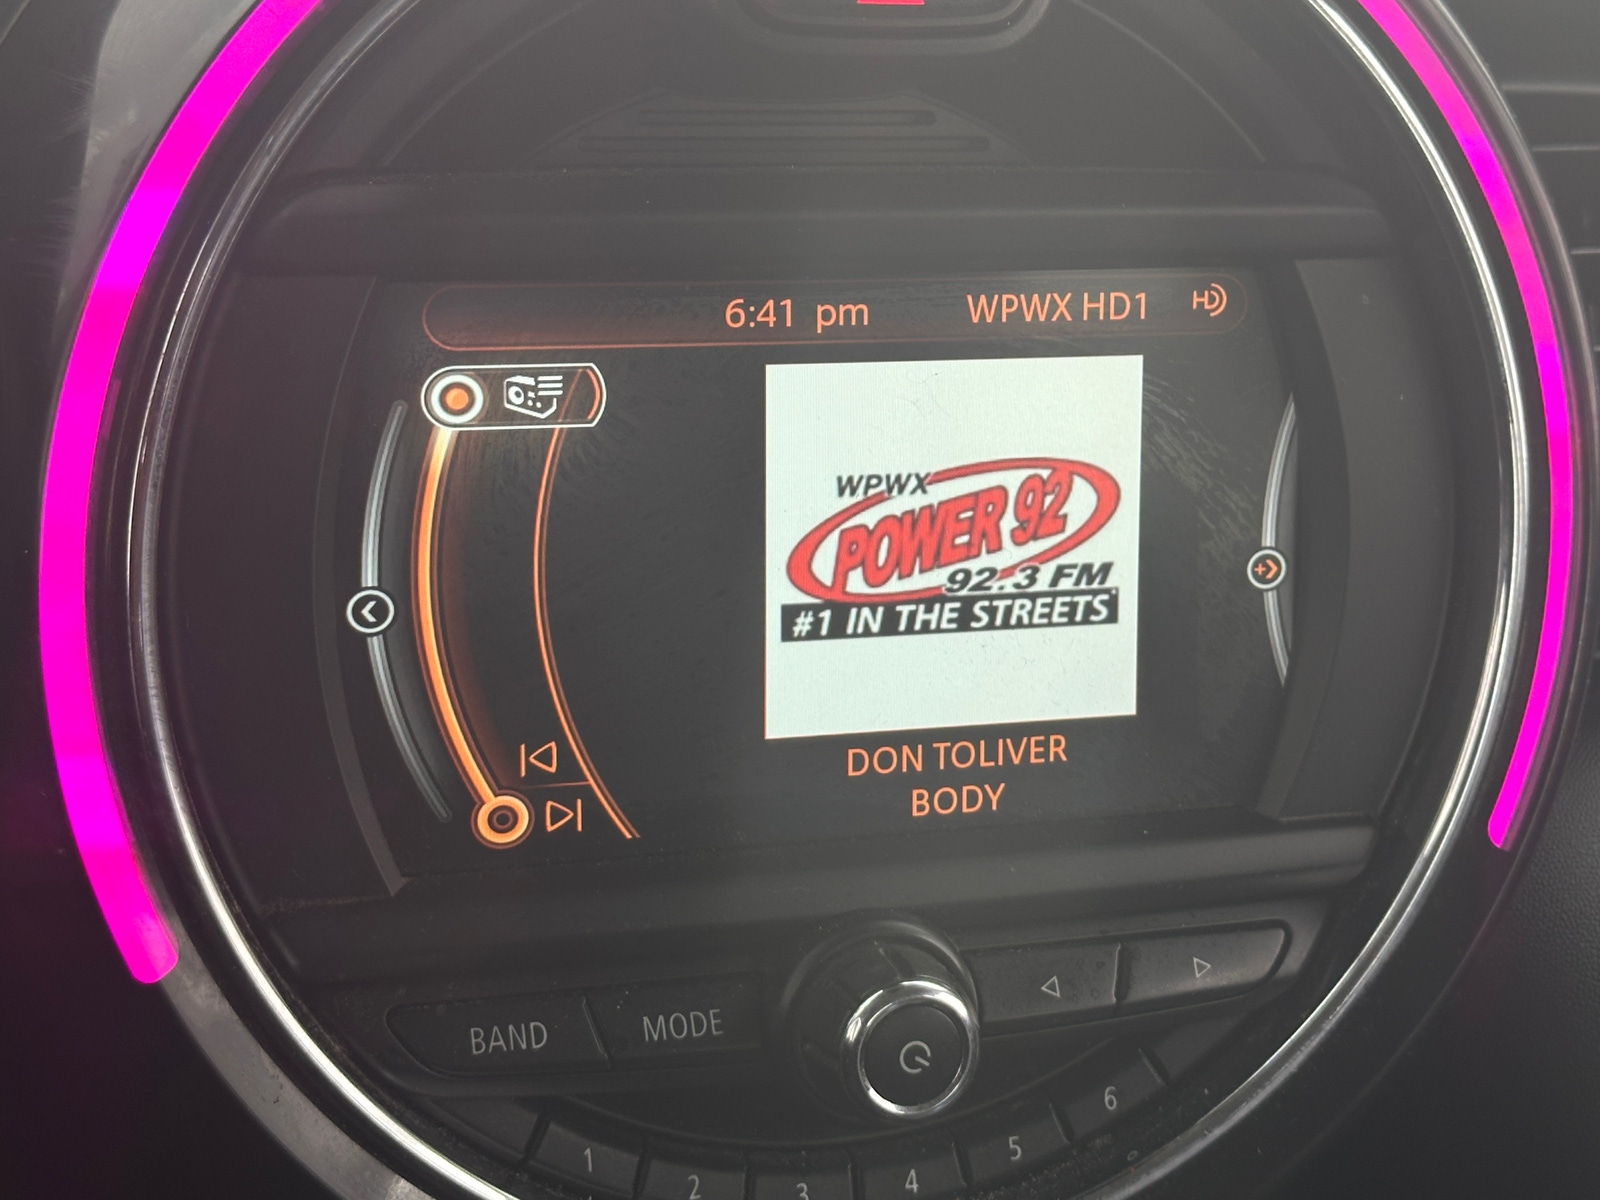 6:41 pm WPWX HD1 HD
WPWX
POWER 92
92.3 FM
#1 IN THE STREETS
DON TOLIVER
BODY
BAND MODE
1 2 3 4 5 6